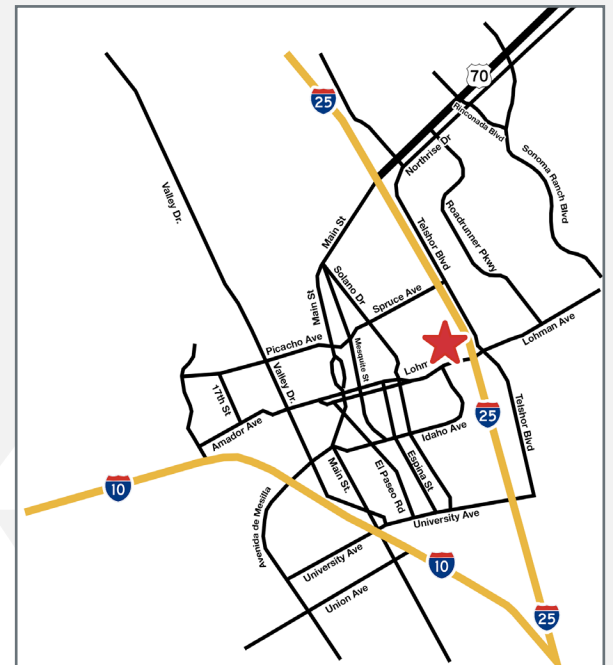 70
25
Rinconada Blvd
Northrise Dr
Sonoma Ranch Blvd
Valley Dr.
Roadrunner Pkwy
Telshor Blvd
Main St
Solano Dr
Spruce Ave
Main St
Lohman Ave
Picacho Ave
Mesquite St
Lohr
Valley Dr.
17th St
25
Telshor Blvd
Amador Ave
Idaho Ave
Main St.
El Paseo Rd
Espina St
10
Avenida de Mesilla
University Ave
University Ave
10
Union Ave
25